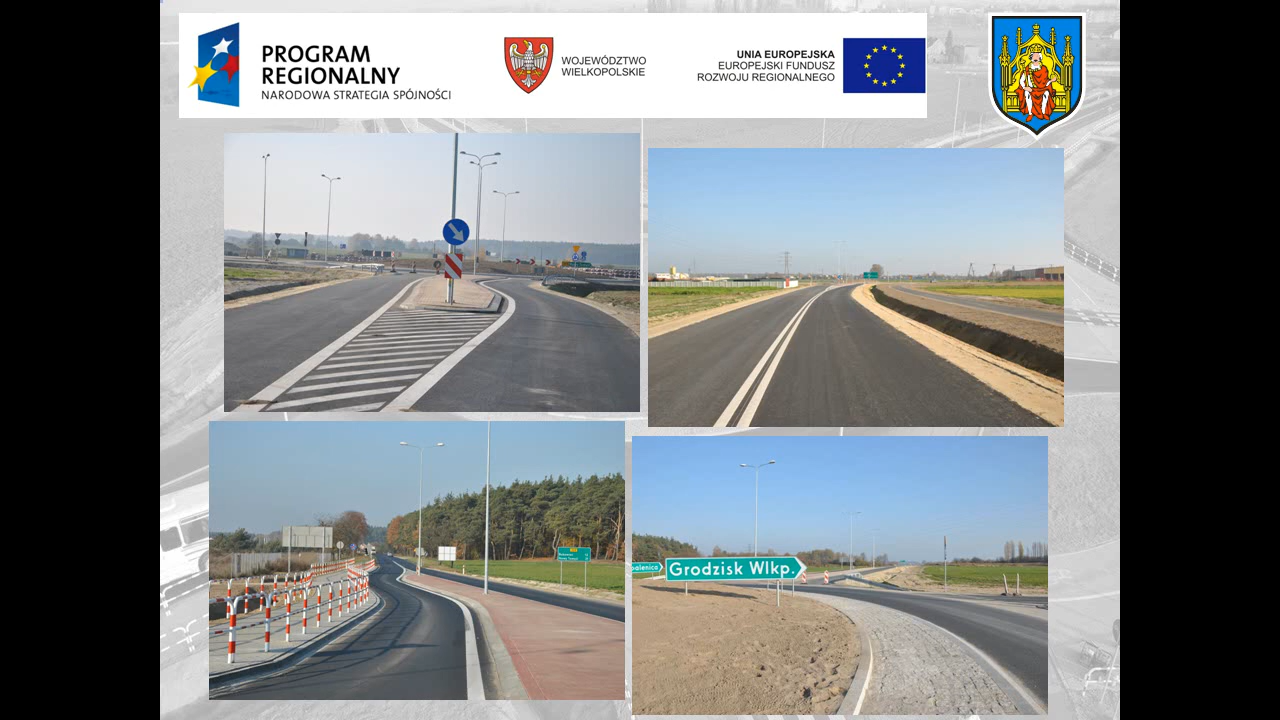 PROGRAM
REGIONALNY
NARODOWA STRATEGIA SPÓJNOŚCI
WOJEWÓDZTWO
WIELKOPOLSKIE
UNIA EUROPEJSKA
EUROPEJSKI FUNDUSZ
ROZWOJU REGIONALNEGO
Grodzisk Wlkp.